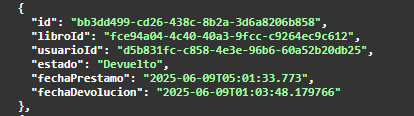 {
"id": "bb3dd499-cd26-438c-8b2a-3d6a8206b858",
"libroId": "fce94a04-4c40-40a3-9fcc-c9264ec9c612",
"usuarioId": "d5b831fc-c858-4e3e-96b6-60a52b20db25",
"estado": "Devuelto",
"fechaPrestamo": "2025-06-09T05:01:33.773",
"fechaDevolucion": "2025-06-09T01:03:48.179766"
},